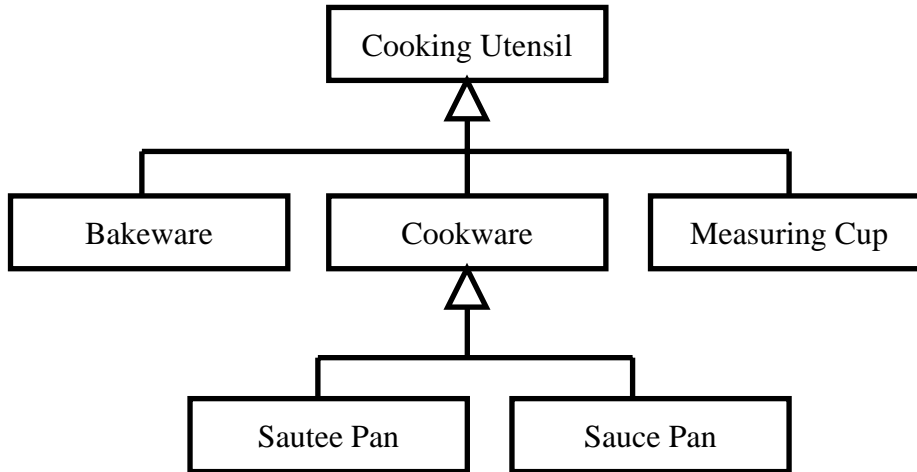 Cooking Utensil
Bakeware
Cookware
Measuring Cup
Sautee Pan
Sauce Pan